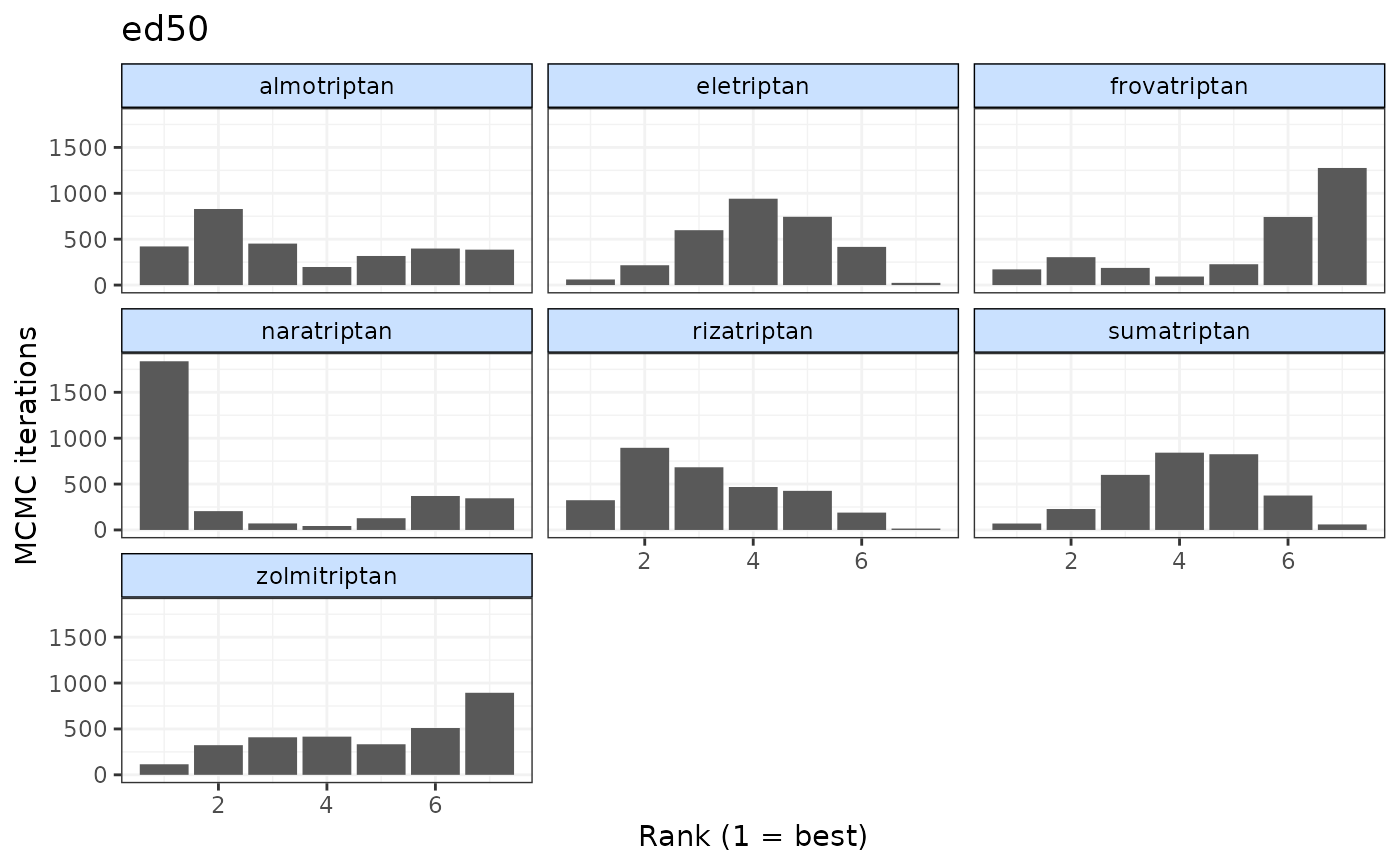 ed50
almotriptan eletriptan frovatriptan
1500
1000
500
0
naratriptan rizatriptan sumatriptan
1500
1000
500
0
2 4 6 2 4 6
zolmitriptan
1500
1000
500
0
2 4 6
MCMC iterations
Rank (1 = best)